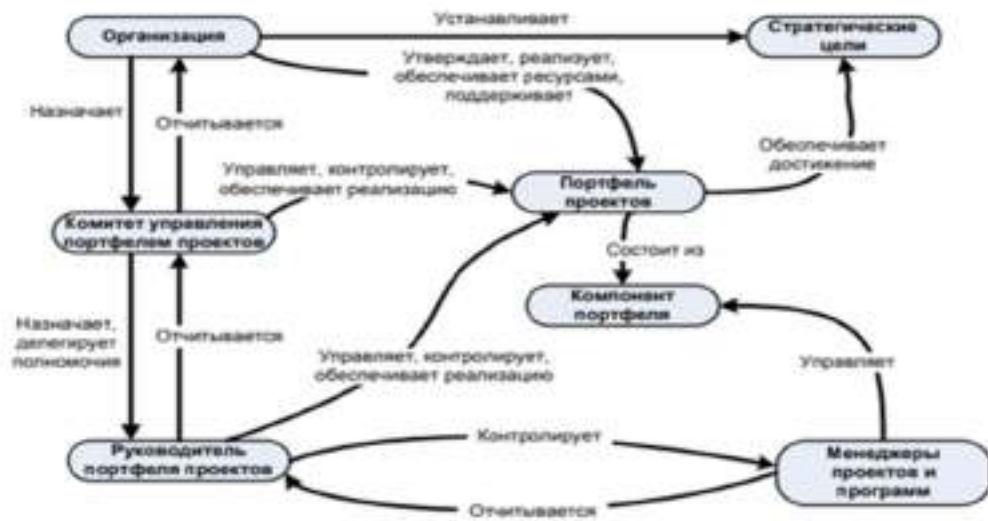 Устанавливает
Организация
Стратегические
цели
Утверждает, реализует,
обеспечивает ресурсами,
поддерживает
Назначает
Отчитывается
Обеспечивает
достижение
Управляет, контролирует,
обеспечивает реализацию
Портфель
проектов
Комитет управления
портфелем проектов
Состоит из
Компонент
портфеля
Назначает,
делегирует
полномочия
Отчитывается
Управляет, контролирует,
обеспечивает реализацию
Управляет
Руководитель
портфеля проектов
Контролирует
Менеджеры
проектов и
программ
Отчитывается